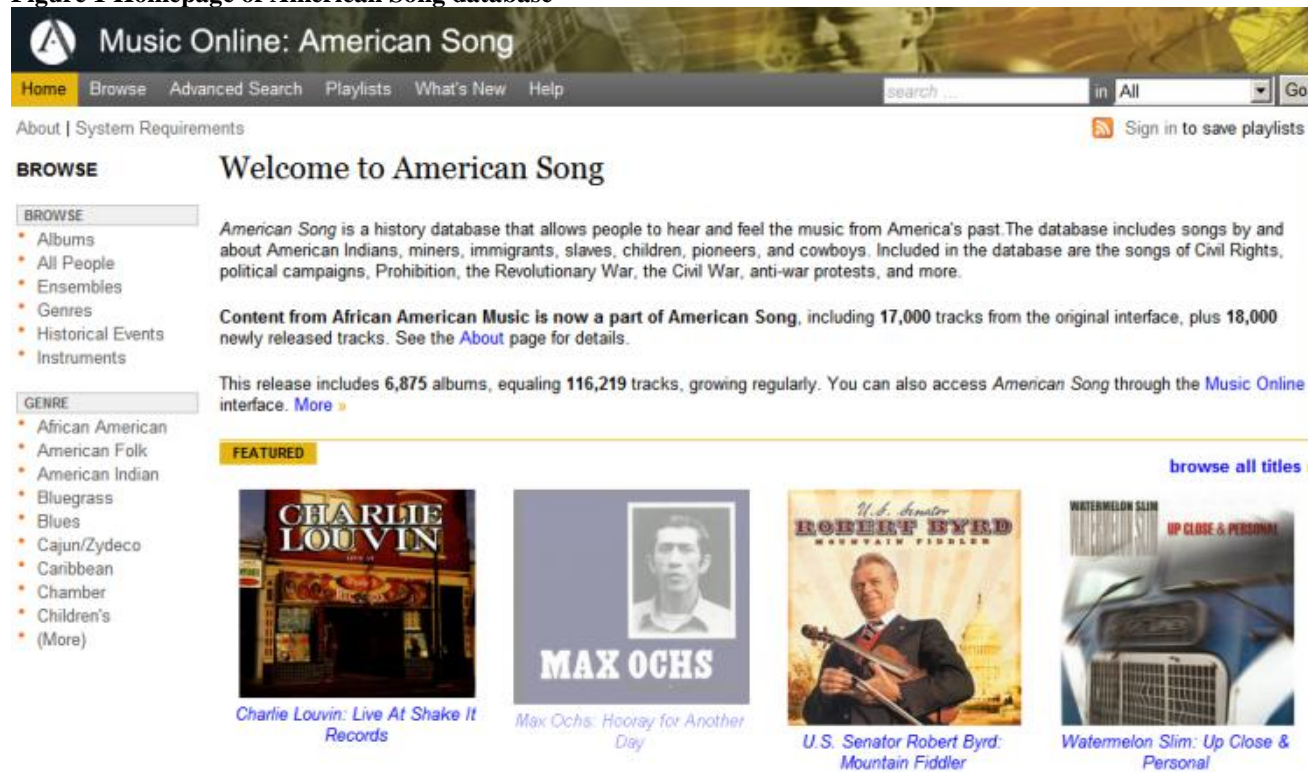 Figure 1 Homepage of American Song database
Music Online: American Song
Home Browse Advanced Search Playlists What's New Help search ... in All Go
About | System Requirements Sign in to save playlists
BROWSE
BROWSE
Albums
All People
Ensembles
Genres
Historical Events
Instruments
GENRE
African American
American Folk
American Indian
Bluegrass
Blues
Cajun/Zydeco
Caribbean
Chamber
Children's
(More)
Welcome to American Song
American Song is a history database that allows people to hear and feel the music from America's past.The database includes songs by and
about American Indians, miners, immigrants, slaves, children, pioneers, and cowboys. Included in the database are the songs of Civil Rights,
political campaigns, Prohibition, the Revolutionary War, the Civil War, anti-war protests, and more.
Content from African American Music is now a part of American Song, including 17,000 tracks from the original interface, plus 18,000
newly released tracks. See the About page for details.
This release includes 6,875 albums, equaling 116,219 tracks, growing regularly. You can also access American Song through the Music Online
interface. More »
FEATURED
browse all titles
CHARLIE
LOUVIN
LIVE AT
Charlie Louvin: Live At Shake It
Records
MAX OCHS
Max Ochs: Hooray for Another
Day
U.S. Senator
ROBERT BYRD
MOUNTAIN FIDDLER
U.S. Senator Robert Byrd:
Mountain Fiddler
WATERMELON SLIM
UP CLOSE & PERSONAL
Watermelon Slim: Up Close &
Personal